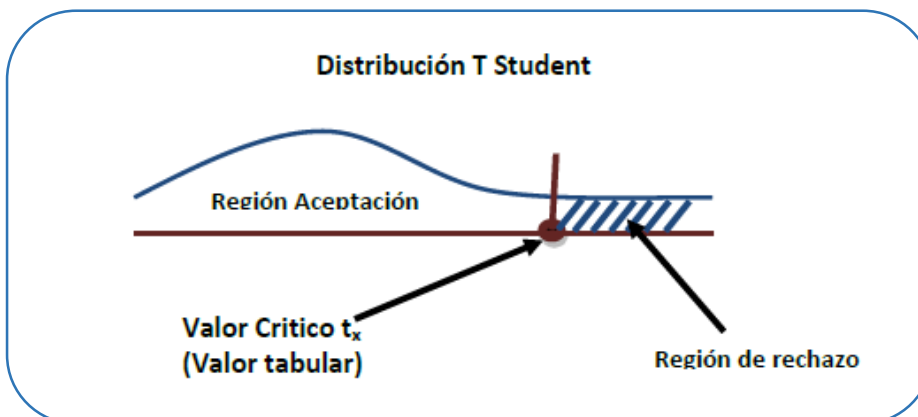 Distribución T Student
Región Aceptación
Valor Critico tₓ
(Valor tabular)
Región de rechazo